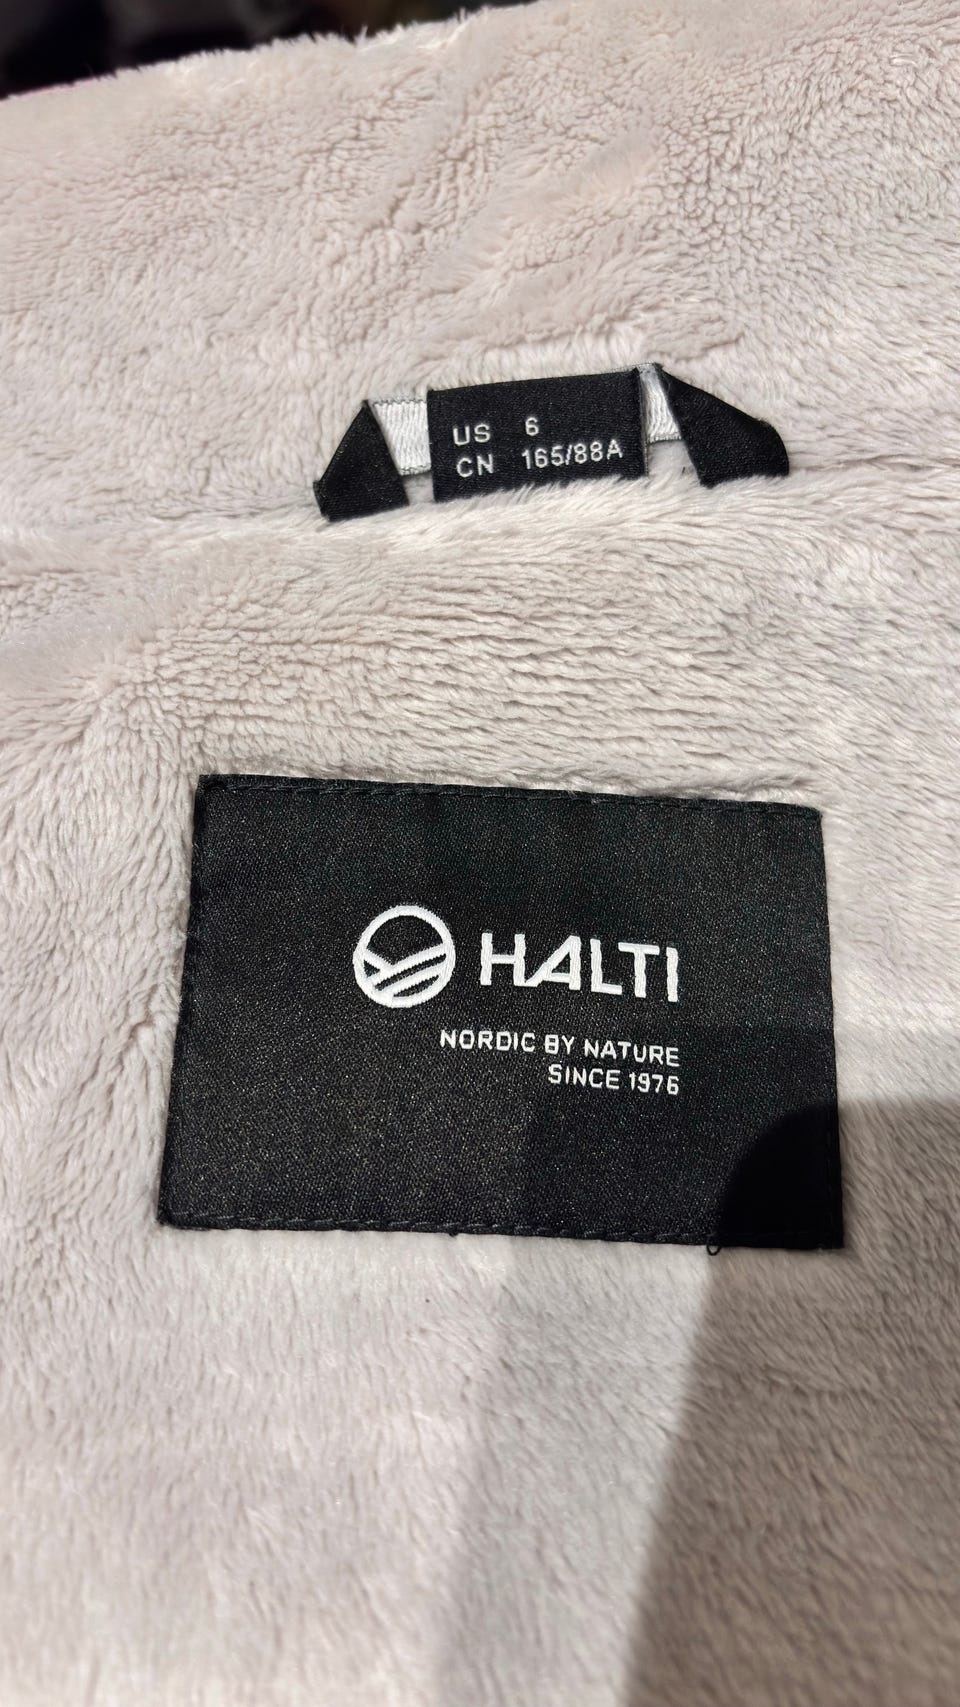 US 6
CN 165/88A
HALTI
NORDIC BY NATURE
SINCE 1976